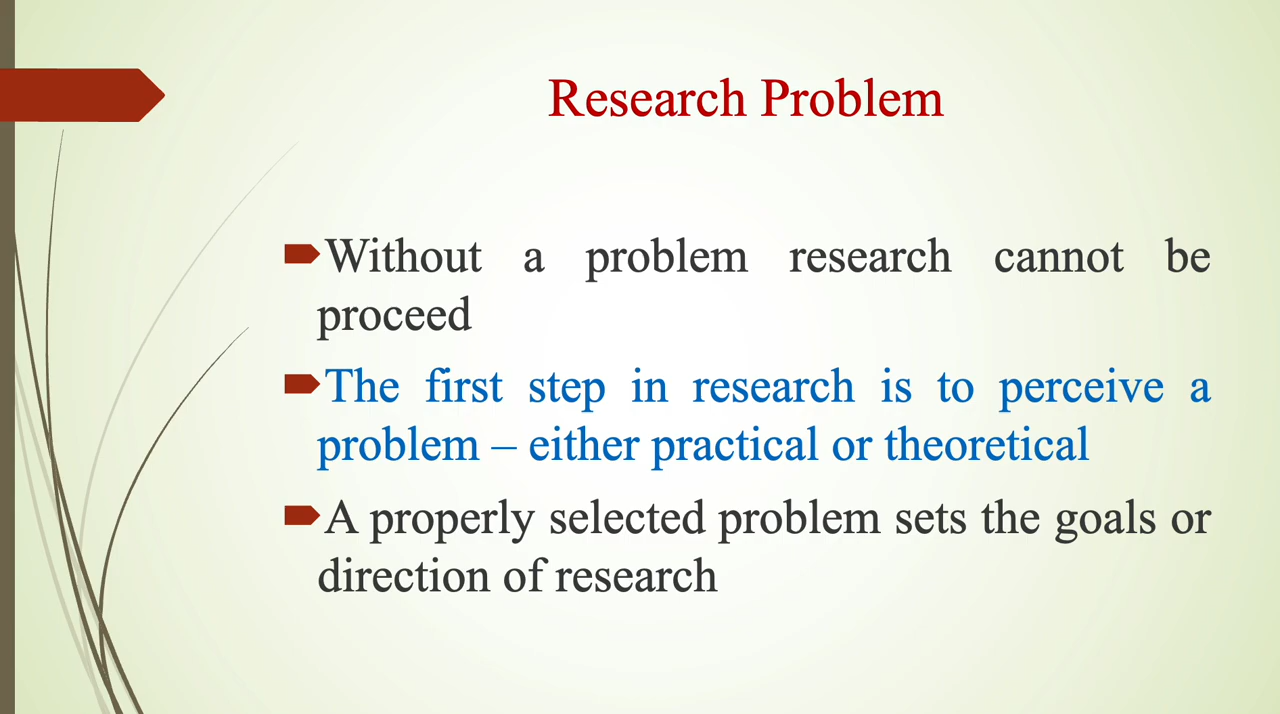 Research Problem
Without a problem research cannot be
proceed
The first step in research is to perceive a
problem – either practical or theoretical
A properly selected problem sets the goals or
direction of research